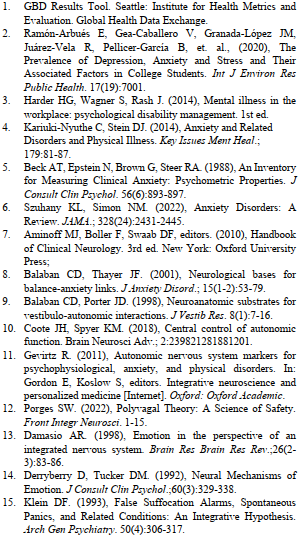 1. GBD Results Tool. Seattle: Institute for Health Metrics and
Evaluation. Global Health Data Exchange.
2. Ramón-Arbués E, Gea-Caballero V, Granada-López JM,
Juárez-Vela R, Pellicer-García B, et. al., (2020), The
Prevalence of Depression, Anxiety and Stress and Their
Associated Factors in College Students. Int J Environ Res
Public Health. 17(19):7001.
3. Harder HG, Wagner S, Rash J. (2014), Mental illness in the
workplace: psychological disability management. 1st ed.
4. Kariuki-Nyuthe C, Stein DJ. (2014), Anxiety and Related
Disorders and Physical Illness. Key Issues Ment Heal.;
179:81-87.
5. Beck AT, Epstein N, Brown G, Steer RA. (1988), An Inventory
for Measuring Clinical Anxiety: Psychometric Properties. J
Consult Clin Psychol. 56(6):893-897.
6. Szuhany KL, Simon NM. (2022), Anxiety Disorders: A
Review. JAMA.; 328(24):2431-2445.
7. Aminoff MJ, Boller F, Swaab DF, editors. (2010), Handbook
of Clinical Neurology. 3rd ed. New York: Oxford University
Press;
8. Balaban CD, Thayer JF. (2001), Neurological bases for
balance-anxiety links. J Anxiety Disord.; 15(1-2):53-79.
9. Balaban CD, Porter JD. (1998), Neuroanatomic substrates for
vestibulo-autonomic interactions. J Vestib Res. 8(1):7-16.
10. Coote JH, Spyer KM. (2018), Central control of autonomic
function. Brain Neurosci Adv.; 2:239821281881201.
11. Gevirtz R. (2011), Autonomic nervous system markers for
psychophysiological, anxiety, and physical disorders. In:
Gordon E, Koslow S, editors. Integrative neuroscience and
personalized medicine [Internet]. Oxford: Oxford Academic.
12. Porges SW. (2022), Polyvagal Theory: A Science of Safety.
Front Integr Neurosci. 1-15.
13. Damasio AR. (1998), Emotion in the perspective of an
integrated nervous system. Brain Res Brain Res Rev.;26(2-
3):83-86.
14. Derryberry D, Tucker DM. (1992), Neural Mechanisms of
Emotion. J Consult Clin Psychol.;60(3):329-338.
15. Klein DF. (1993), False Suffocation Alarms, Spontaneous
Panics, and Related Conditions: An Integrative Hypothesis.
Arch Gen Psychiatry. 50(4):306-317.